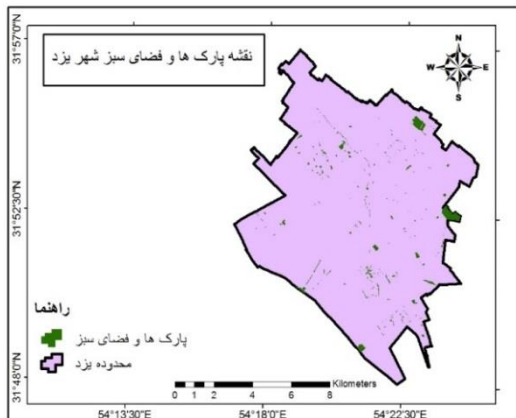 نقشه پارک ها و فضای سبز شهر یزد
N
W E
S
31°57'0"N
31°52'30"N
31°48'0"N
راهنما
پارک ها و فضای سبز
محدوده یزد
Kilometers
0 1 2 4 6 8
54°13'30"E 54°18'0"E 54°22'30"E